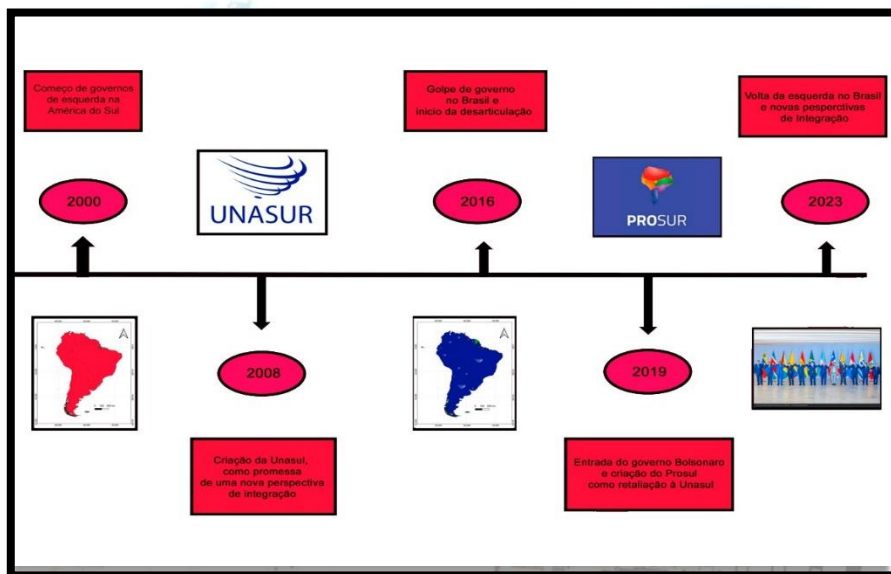 Começo de governos
de esquerda na
América do Sul
2000
UNASUR
Golpe de governo
no Brasil e
início da desarticulação
2016
PROSUR
Volta da esquerda no Brasil
e novas pesperctivas
de Integração
2023
2008
Criação da Unasul,
como promessa
de uma nova perspectiva
de integração
2019
Entrada do governo Bolsonaro
e criação do Prosul
como retaliação à Unasul